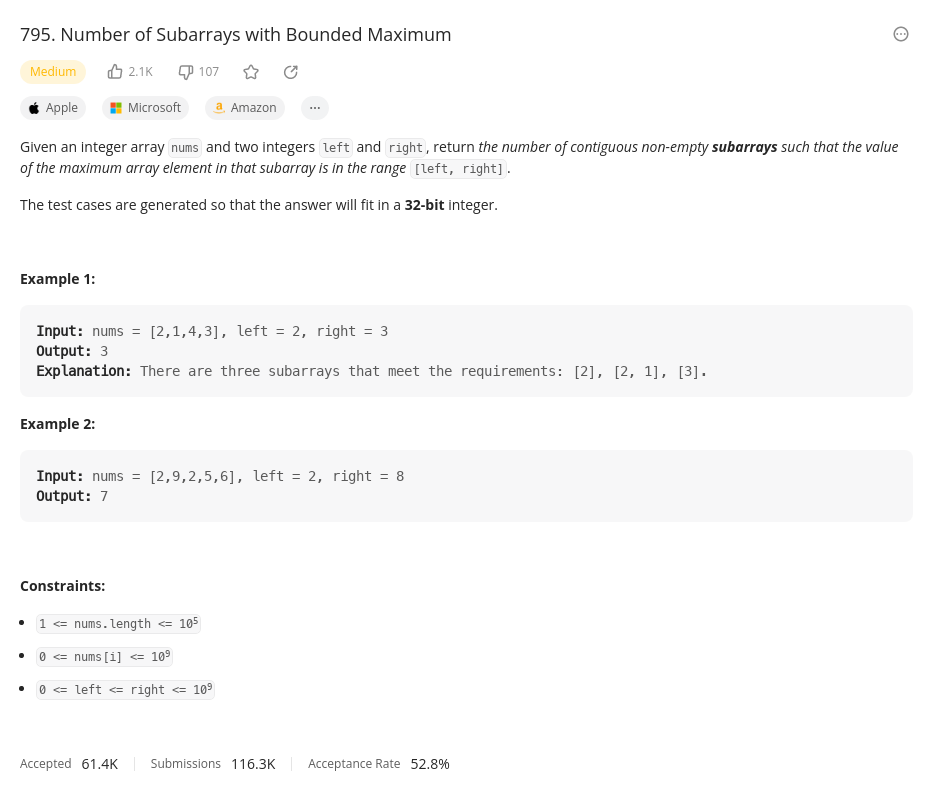 795. Number of Subarrays with Bounded Maximum
Medium 2.1K 107
Apple Microsoft Amazon ...
Given an integer array nums and two integers left and right, return the number of contiguous non-empty subarrays such that the value
of the maximum array element in that subarray is in the range [left, right].
The test cases are generated so that the answer will fit in a 32-bit integer.
Example 1:
Input: nums = [2,1,4,3], left = 2, right = 3
Output: 3
Explanation: There are three subarrays that meet the requirements: [2], [2, 1], [3].
Example 2:
Input: nums = [2,9,2,5,6], left = 2, right = 8
Output: 7
Constraints:
• 1 <= nums.length <= 10⁵
• 0 <= nums[i] <= 10⁹
• 0 <= left <= right <= 10⁹
Accepted 61.4K Submissions 116.3K Acceptance Rate 52.8%